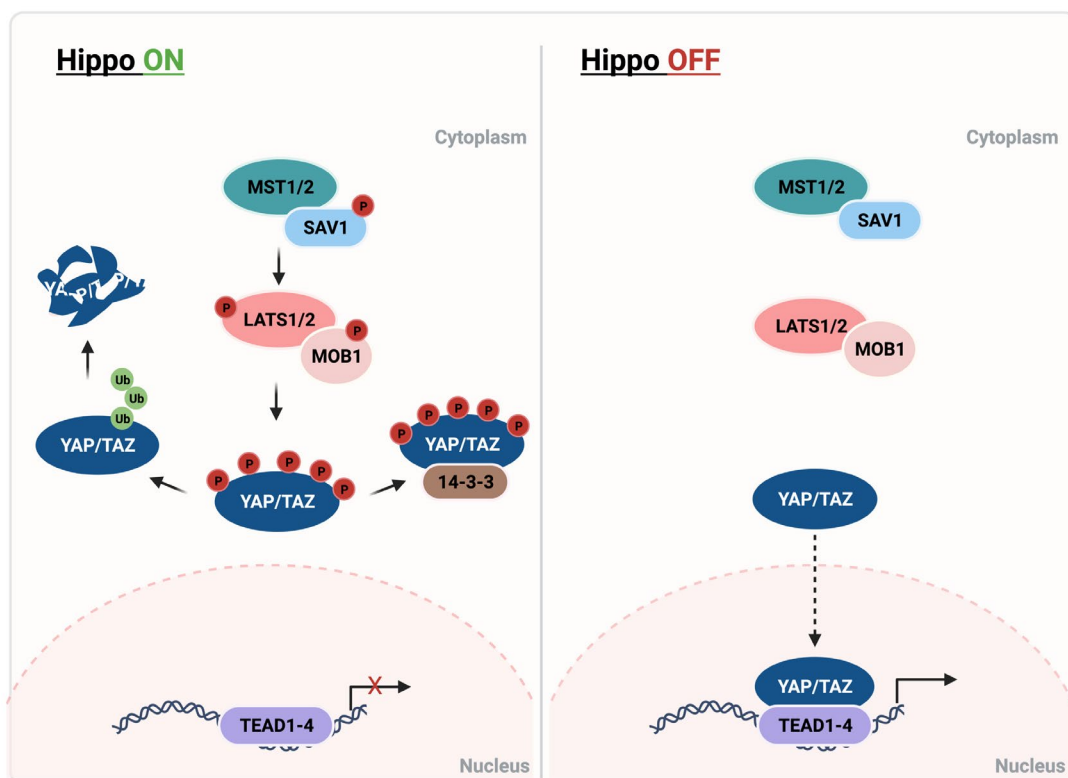 Hippo ON
Cytoplasm
MST1/2
P
SAV1
P
LATS1/2
P
MOB1
Ub
Ub
Ub
YAP/TAZ
P
P
P
P
P
YAP/TAZ
P
P
P
P
P
YAP/TAZ
14-3-3
X
TEAD1-4
Nucleus
Hippo OFF
Cytoplasm
MST1/2
SAV1
LATS1/2
MOB1
YAP/TAZ
YAP/TAZ
TEAD1-4
Nucleus